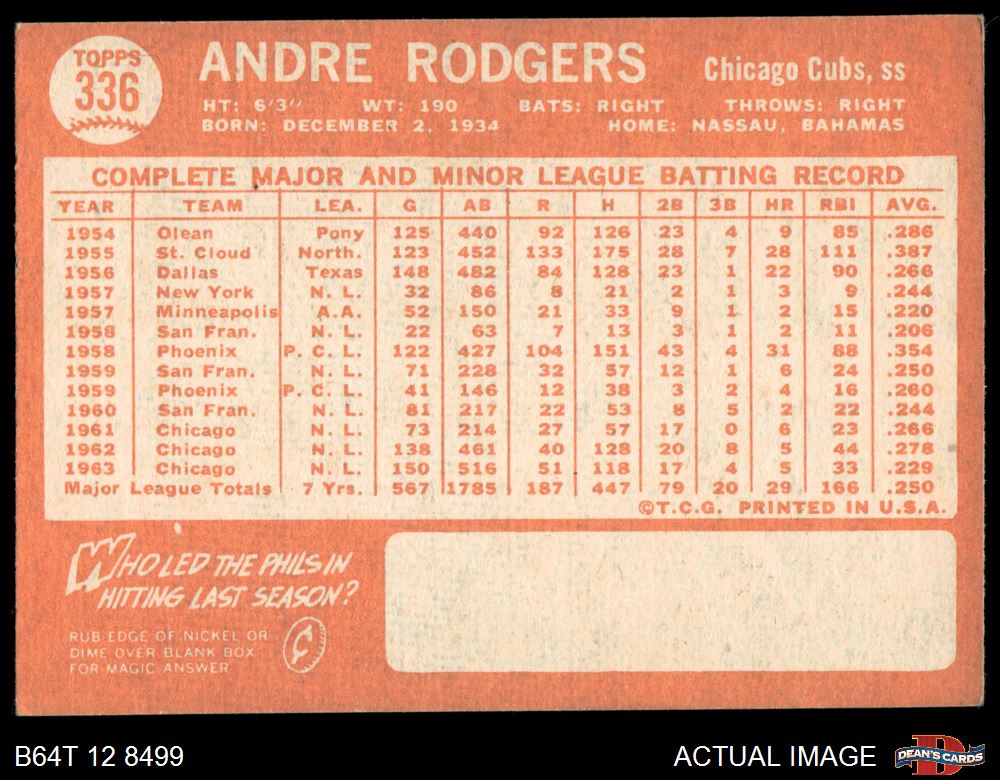 TOPPS
336
ANDRE RODGERS
Chicago Cubs, ss
HT: 6'3" WT: 190 BATS: RIGHT THROWS: RIGHT
BORN: DECEMBER 2, 1934 HOME: NASSAU, BAHAMAS
COMPLETE MAJOR AND MINOR LEAGUE BATTING RECORD
YEAR TEAM LEA. G AB R H 2B 3B HR RBI AVG.
1954 Olean Pony 125 440 92 126 23 4 9 85 .286
1955 St. Cloud North. 123 452 133 175 28 7 28 111 .387
1956 Dallas Texas 148 482 84 128 23 1 22 90 .266
1957 New York N. L. 32 86 8 21 2 1 3 9 .244
1957 Minneapolis A.A. 52 150 21 33 9 1 2 15 .220
1958 San Fran. N. L. 22 63 7 13 3 1 2 11 .206
1958 Phoenix P. C. L. 122 427 104 151 43 4 31 88 .354
1959 San Fran. N. L. 71 228 32 57 12 1 6 24 .250
1959 Phoenix P. C. L. 41 146 12 38 3 2 4 16 .260
1960 San Fran. N. L. 81 217 22 53 8 5 2 22 .244
1961 Chicago N. L. 73 214 27 57 17 0 6 23 .266
1962 Chicago N. L. 138 461 40 128 20 8 5 44 .278
1963 Chicago N. L. 150 516 51 118 17 4 5 33 .229
Major League Totals 7 Yrs. 567 1785 187 447 79 20 29 166 .250
©T.C.G. PRINTED IN U.S.A.
WHO LED THE PHILS IN
HITTING LAST SEASON?
RUB EDGE OF NICKEL OR
DIME OVER BLANK BOX
FOR MAGIC ANSWER
¢
B64T 12 8499
ACTUAL IMAGE
D
DEAN'S CARDS